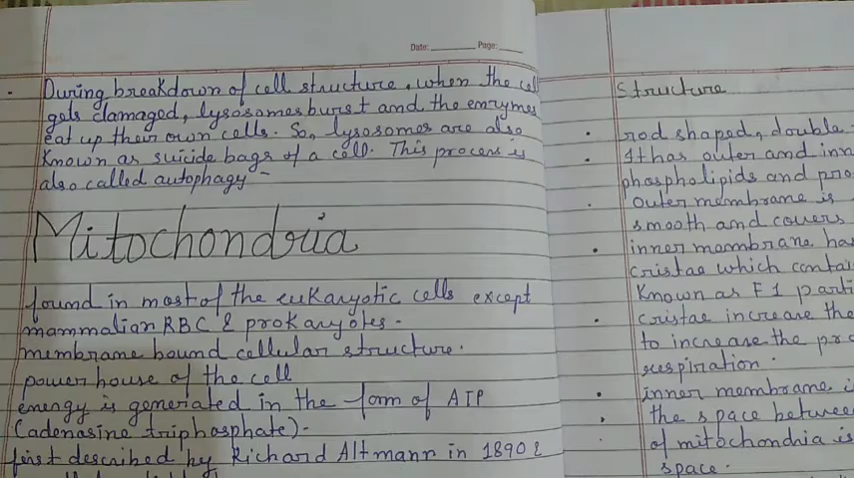 Date: ________ Page: ____
During breakdown of cell structure, when the cell
gets damaged, lysosomes burst and the enzymes
eat up their own cells. So, lysosomes are also
known as suicide bags of a cell. This process is
also called autophagy -
Mitochondria
found in most of the eukaryotic cells except
mammalian RBC & prokaryotes.
membrane bound cellular structure.
power house of the cell
energy is generated in the form of ATP
(adenosine triphosphate).
first described by Richard Altmann in 1890 &
Structure
rod shaped, double
It has outer and inn
phospholipids and pro
outer membrane is
smooth and covers
inner membrane ha
cristae which contai
known as F1 parti
cristae increase the
to increase the pro
respiration.
inner membrane i
the space between
of mitochondria is
space.